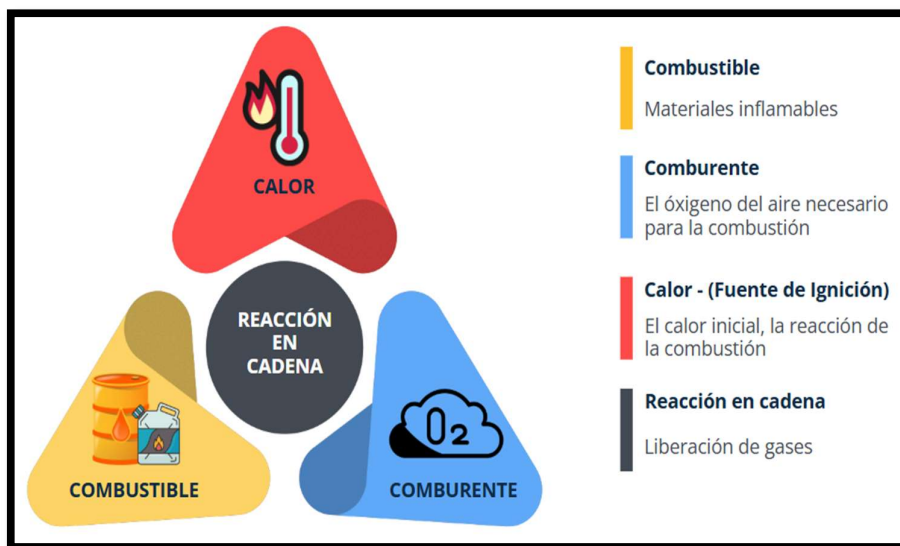 CALOR
REACCIÓN
EN
CADENA
COMBUSTIBLE
O2
COMBURENTE
Combustible
Materiales inflamables
Comburente
El óxigeno del aire necesario
para la combustión
Calor - (Fuente de Ignición)
El calor inicial, la reacción de
la combustión
Reacción en cadena
Liberación de gases